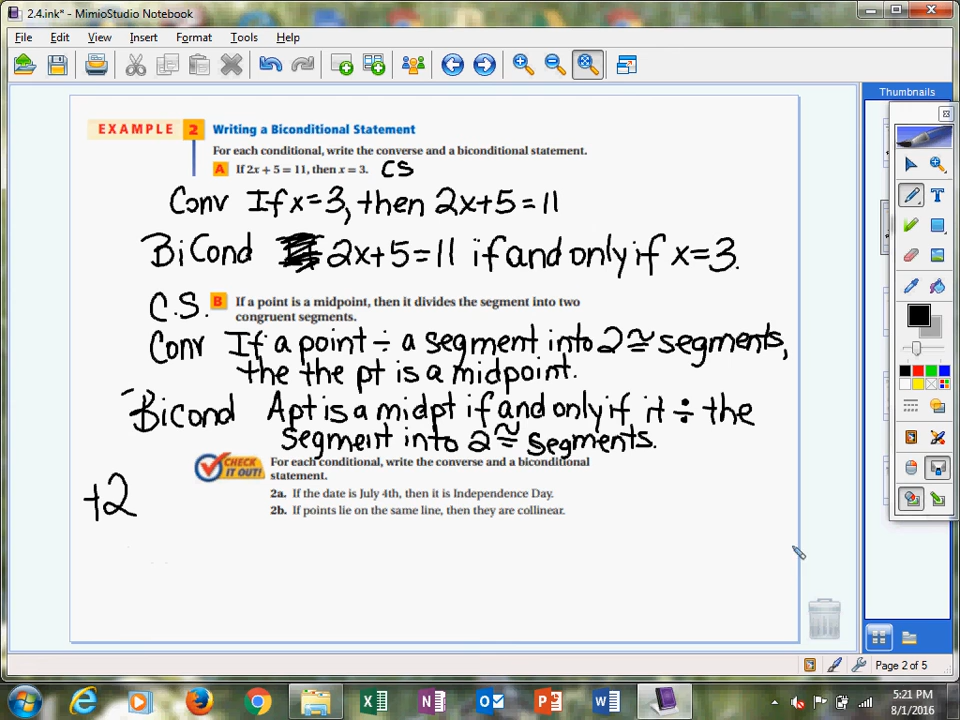 2.4.ink* - MimioStudio Notebook
File Edit View Insert Format Tools Help
Thumbnails
EXAMPLE 2 Writing a Biconditional Statement
For each conditional, write the converse and a biconditional statement.
A If 2x + 5 = 11, then x = 3. CS
Conv If x=3, then 2x+5=11
BiCond 2x+5=11 if and only if x=3.
C.S. B If a point is a midpoint, then it divides the segment into two
congruent segments.
Conv If a point ÷ a segment into 2 ≅ segments,
the the pt is a midpoint.
Bicond A pt is a midpt if and only if it ÷ the
segment into 2 ≅ segments.
CHECK IT OUT! For each conditional, write the converse and a biconditional
statement.
+2
2a. If the date is July 4th, then it is Independence Day.
2b. If points lie on the same line, then they are collinear.
Page 2 of 5
5:21 PM
8/1/2016